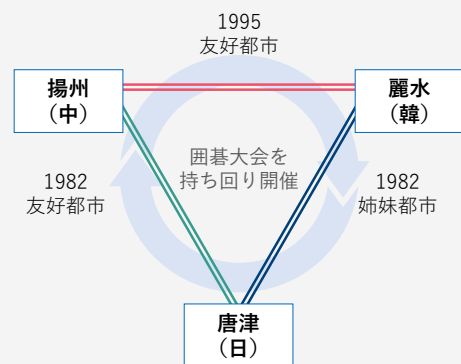 1995
友好都市
揚州
（中）
麗水
（韓）
囲碁大会を
持ち回り開催
1982
友好都市
1982
姉妹都市
唐津
（日）